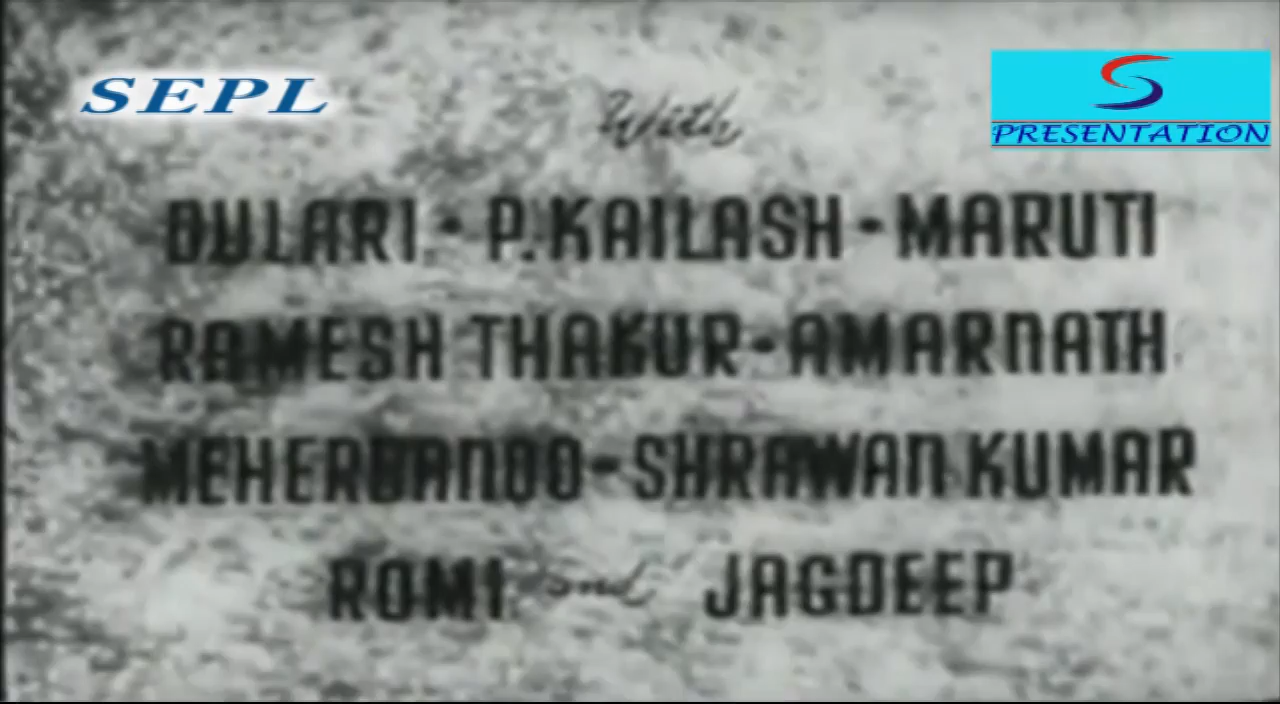 SEPL
PRESENTATION
With
DULARI · P. KAILASH · MARUTI
RAMESH THAKUR · AMARNATH
MEHERBANOO · SHRAWAN KUMAR
ROMI and JAGDEEP